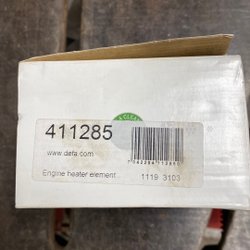 411285
www.defa.com
Engine heater element
1119 3103